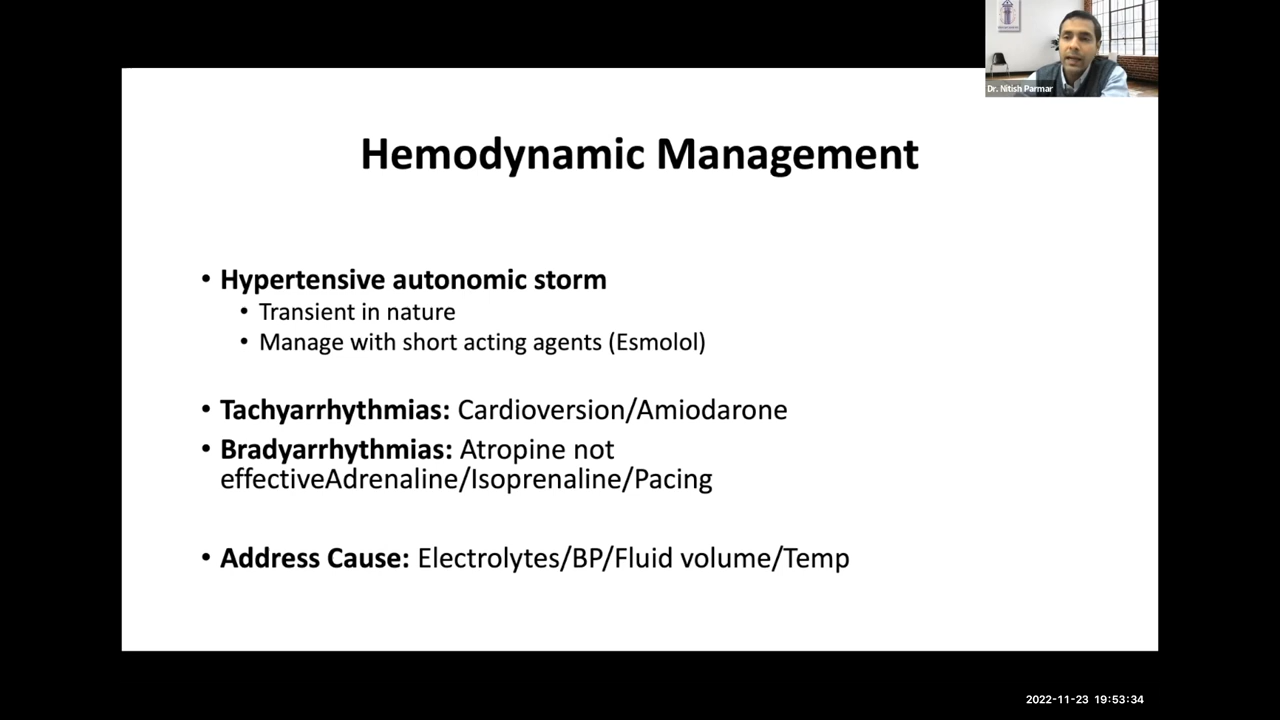 Dr. Nitish Parmar
Hemodynamic Management
• Hypertensive autonomic storm
• Transient in nature
• Manage with short acting agents (Esmolol)
• Tachyarrhythmias: Cardioversion/Amiodarone
• Bradyarrhythmias: Atropine not
effectiveAdrenaline/Isoprenaline/Pacing
• Address Cause: Electrolytes/BP/Fluid volume/Temp
2022-11-23 19:53:34